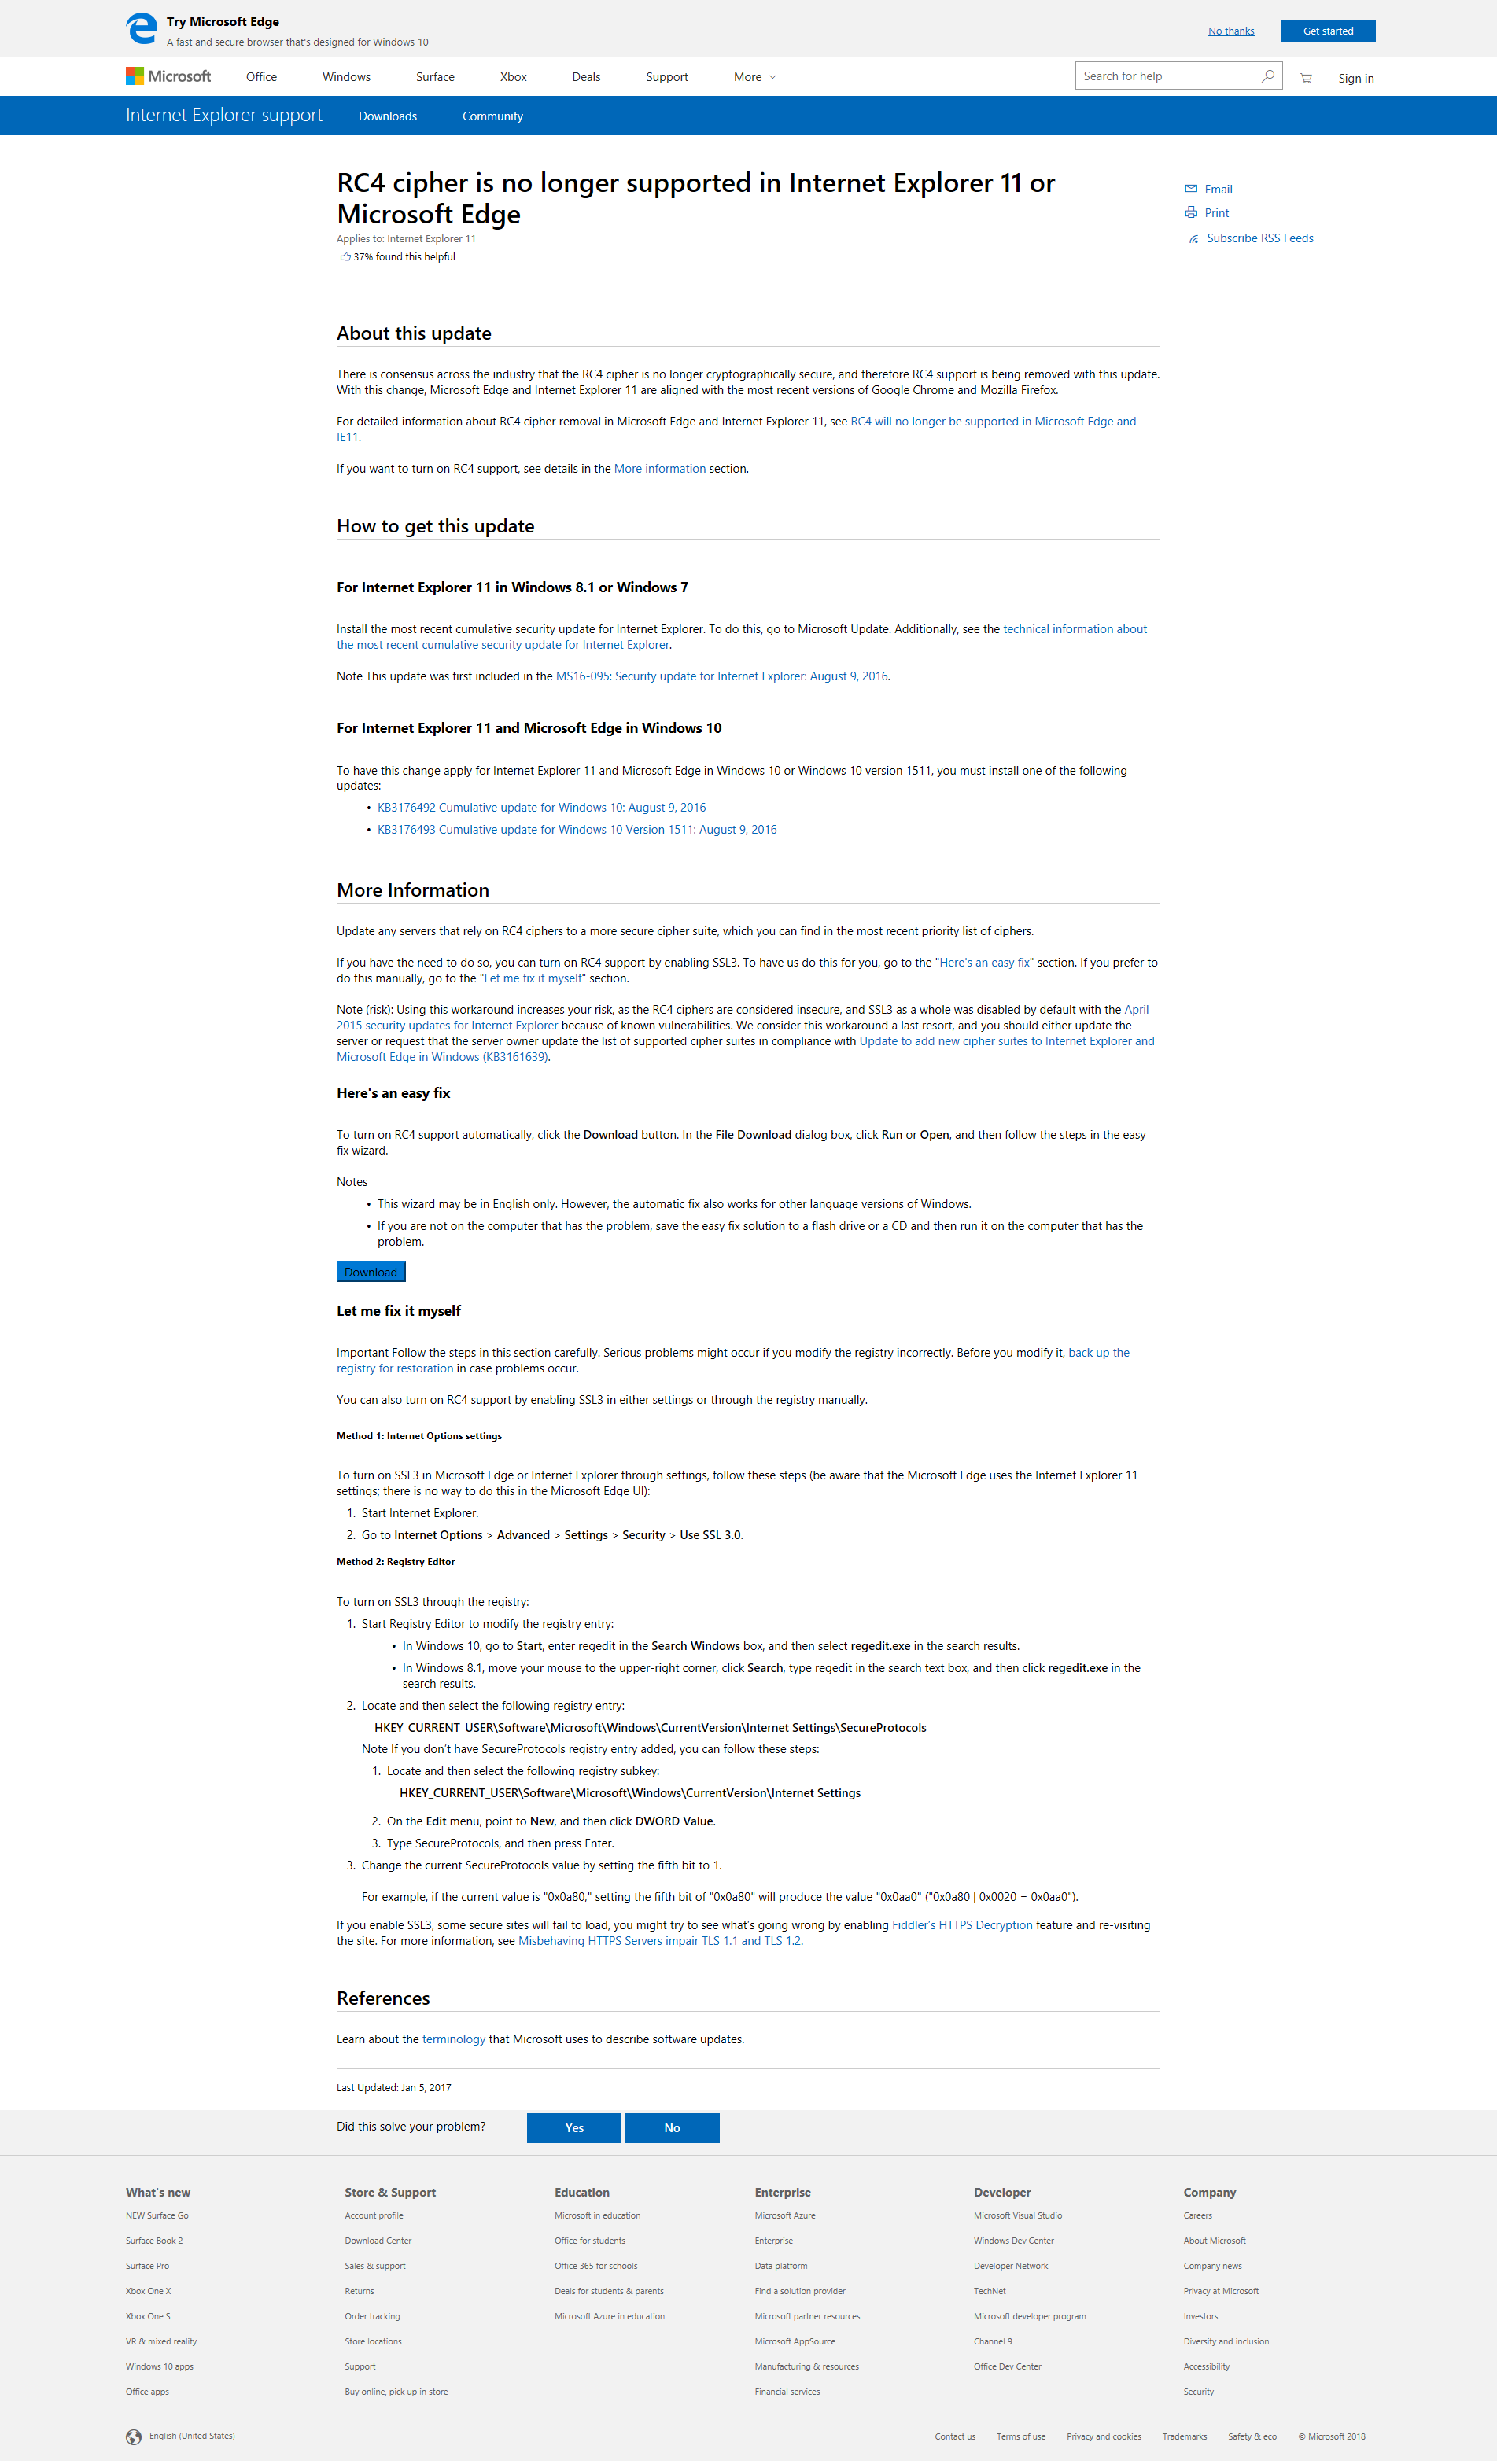 Try Microsoft Edge
A fast and secure browser that's designed for Windows 10
No thanks
Get started
Microsoft
Office
Windows
Surface
Xbox
Deals
Support
More
Search for help
Sign in
Internet Explorer support
Downloads
Community
RC4 cipher is no longer supported in Internet Explorer 11 or
Microsoft Edge
Applies to: Internet Explorer 11
37% found this helpful
Email
Print
Subscribe RSS Feeds
About this update
There is consensus across the industry that the RC4 cipher is no longer cryptographically secure, and therefore RC4 support is being removed with this update.
With this change, Microsoft Edge and Internet Explorer 11 are aligned with the most recent versions of Google Chrome and Mozilla Firefox.
For detailed information about RC4 cipher removal in Microsoft Edge and Internet Explorer 11, see RC4 will no longer be supported in Microsoft Edge and
IE11.
If you want to turn on RC4 support, see details in the More information section.
How to get this update
For Internet Explorer 11 in Windows 8.1 or Windows 7
Install the most recent cumulative security update for Internet Explorer. To do this, go to Microsoft Update. Additionally, see the technical information about
the most recent cumulative security update for Internet Explorer.
Note This update was first included in the MS16-095: Security update for Internet Explorer: August 9, 2016.
For Internet Explorer 11 and Microsoft Edge in Windows 10
To have this change apply for Internet Explorer 11 and Microsoft Edge in Windows 10 or Windows 10 version 1511, you must install one of the following
updates:
• KB3176492 Cumulative update for Windows 10: August 9, 2016
• KB3176493 Cumulative update for Windows 10 Version 1511: August 9, 2016
More Information
Update any servers that rely on RC4 ciphers to a more secure cipher suite, which you can find in the most recent priority list of ciphers.
If you have the need to do so, you can turn on RC4 support by enabling SSL3. To have us do this for you, go to the "Here's an easy fix" section. If you prefer to
do this manually, go to the "Let me fix it myself" section.
Note (risk): Using this workaround increases your risk, as the RC4 ciphers are considered insecure, and SSL3 as a whole was disabled by default with the April
2015 security updates for Internet Explorer because of known vulnerabilities. We consider this workaround a last resort, and you should either update the
server or request that the server owner update the list of supported cipher suites in compliance with Update to add new cipher suites to Internet Explorer and
Microsoft Edge in Windows (KB3161639).
Here's an easy fix
To turn on RC4 support automatically, click the Download button. In the File Download dialog box, click Run or Open, and then follow the steps in the easy
fix wizard.
Notes
• This wizard may be in English only. However, the automatic fix also works for other language versions of Windows.
• If you are not on the computer that has the problem, save the easy fix solution to a flash drive or a CD and then run it on the computer that has the
problem.
Download
Let me fix it myself
Important Follow the steps in this section carefully. Serious problems might occur if you modify the registry incorrectly. Before you modify it, back up the
registry for restoration in case problems occur.
You can also turn on RC4 support by enabling SSL3 in either settings or through the registry manually.
Method 1: Internet Options settings
To turn on SSL3 in Microsoft Edge or Internet Explorer through settings, follow these steps (be aware that the Microsoft Edge uses the Internet Explorer 11
settings; there is no way to do this in the Microsoft Edge UI):
1. Start Internet Explorer.
2. Go to Internet Options > Advanced > Settings > Security > Use SSL 3.0.
Method 2: Registry Editor
To turn on SSL3 through the registry:
1. Start Registry Editor to modify the registry entry:
• In Windows 10, go to Start, enter regedit in the Search Windows box, and then select regedit.exe in the search results.
• In Windows 8.1, move your mouse to the upper-right corner, click Search, type regedit in the search text box, and then click regedit.exe in the
search results.
2. Locate and then select the following registry entry:
HKEY_CURRENT_USER\Software\Microsoft\Windows\CurrentVersion\Internet Settings\SecureProtocols
Note If you don't have SecureProtocols registry entry added, you can follow these steps:
1. Locate and then select the following registry subkey:
HKEY_CURRENT_USER\Software\Microsoft\Windows\CurrentVersion\Internet Settings
2. On the Edit menu, point to New, and then click DWORD Value.
3. Type SecureProtocols, and then press Enter.
3. Change the current SecureProtocols value by setting the fifth bit to 1.
For example, if the current value is "0x0a80," setting the fifth bit of "0x0a80" will produce the value "0x0aa0" ("0x0a80 | 0x0020 = 0x0aa0").
If you enable SSL3, some secure sites will fail to load, you might try to see what's going wrong by enabling Fiddler's HTTPS Decryption feature and re-visiting
the site. For more information, see Misbehaving HTTPS Servers impair TLS 1.1 and TLS 1.2.
References
Learn about the terminology that Microsoft uses to describe software updates.
Last Updated: Jan 5, 2017
Did this solve your problem?
Yes
No
What's new
NEW Surface Go
Surface Book 2
Surface Pro
Xbox One X
Xbox One S
VR & mixed reality
Windows 10 apps
Office apps
Store & Support
Account profile
Download Center
Sales & support
Returns
Order tracking
Store locations
Support
Buy online, pick up in store
Education
Microsoft in education
Office for students
Office 365 for schools
Deals for students & parents
Microsoft Azure in education
Enterprise
Microsoft Azure
Enterprise
Data platform
Find a solution provider
Microsoft partner resources
Microsoft AppSource
Manufacturing & resources
Financial services
Developer
Microsoft Visual Studio
Windows Dev Center
Developer Network
TechNet
Microsoft developer program
Channel 9
Office Dev Center
Company
Careers
About Microsoft
Company news
Privacy at Microsoft
Investors
Diversity and inclusion
Accessibility
Security
English (United States)
Contact us
Terms of use
Privacy and cookies
Trademarks
Safety & eco
© Microsoft 2018